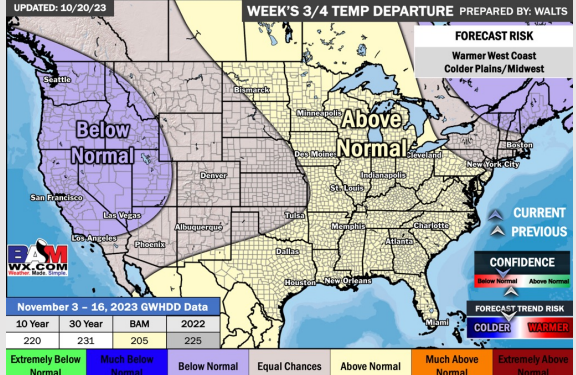 UPDATED: 10/20/23
WEEK'S 3/4 TEMP DEPARTURE PREPARED BY: WALTS
FORECAST RISK
Warmer West Coast
Colder Plains/Midwest
Seattle
Bismarck
Minneapolis
Below
Normal
Above
Normal
Boston
Des Moines
Cleveland
New York City
Denver
Indianapolis
St. Louis
San Francisco
Las Vegas
Tulsa
Los Angeles
Albuquerque
Memphis
Charlotte
Phoenix
Atlanta
Dallas
Houston
New Orleans
Miami
CURRENT
PREVIOUS
BAM
WX.COM
Weather. Made. Simple.
CONFIDENCE
Below Normal Above Normal
FORECAST TREND RISK
COLDER WARMER
November 3 - 16, 2023 GWHDD Data
10 Year 30 Year BAM 2022
220 231 205 225
Extremely Below Normal
Much Below Normal
Below Normal
Equal Chances
Above Normal
Much Above Normal
Extremely Above Normal